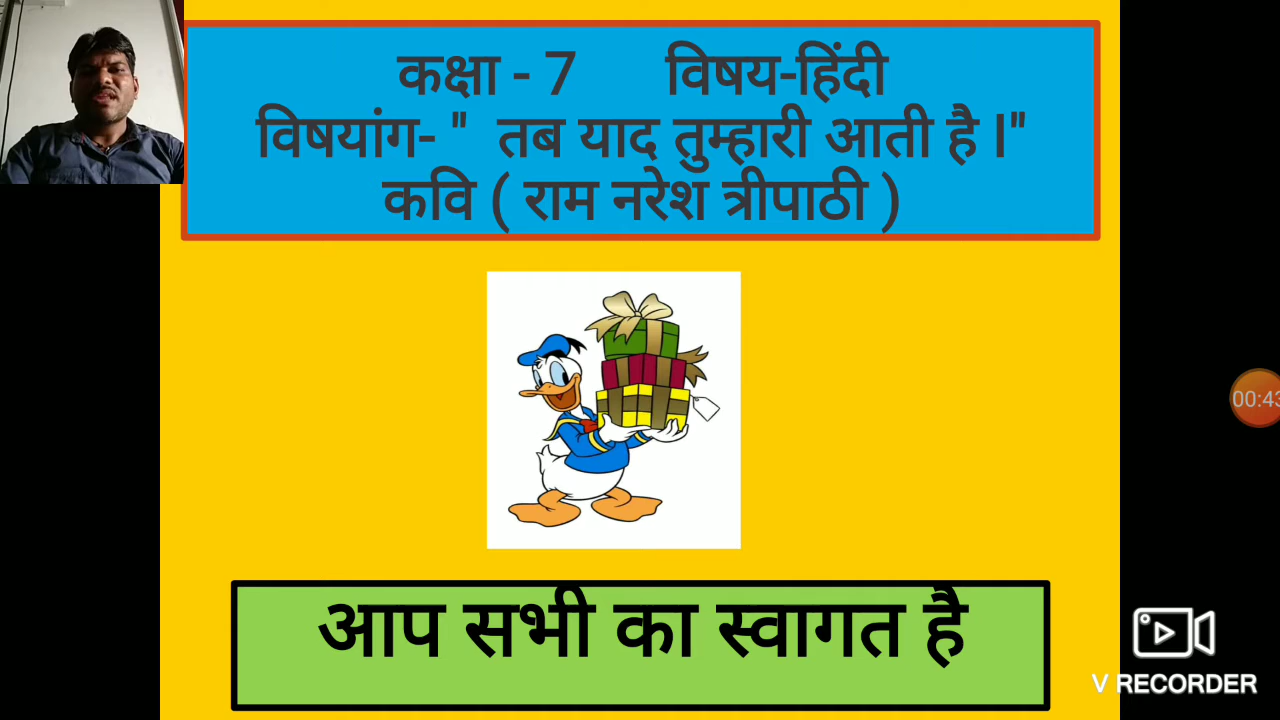 कक्षा - 7 विषय-हिंदी
विषयांग- " तब याद तुम्हारी आती है ।"
कवि ( राम नरेश त्रीपाठी )
00:43
आप सभी का स्वागत है
V RECORDER